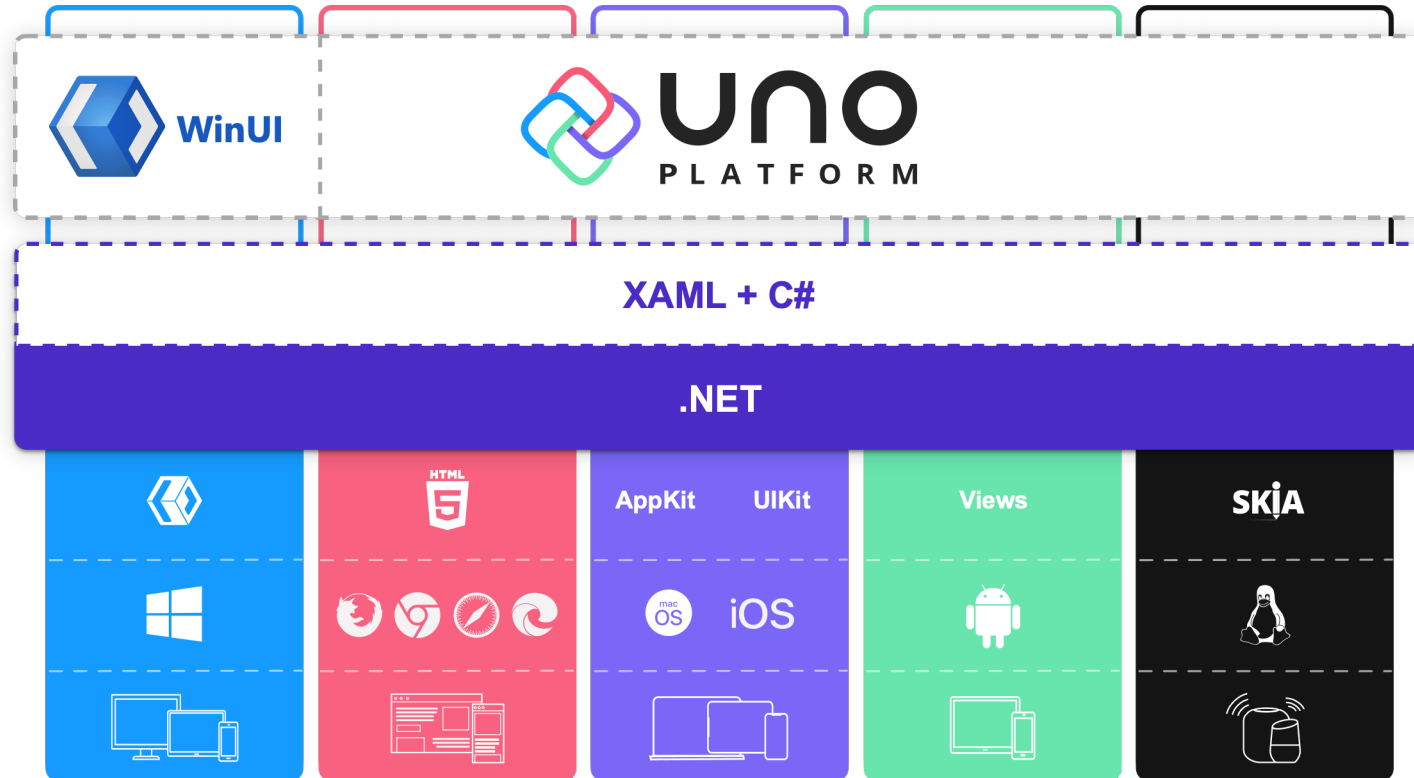 WinUI
UNO
PLATFORM
XAML + C#
.NET
HTML
5
AppKit UIKit
Views
SKiA
mac
OS
iOS